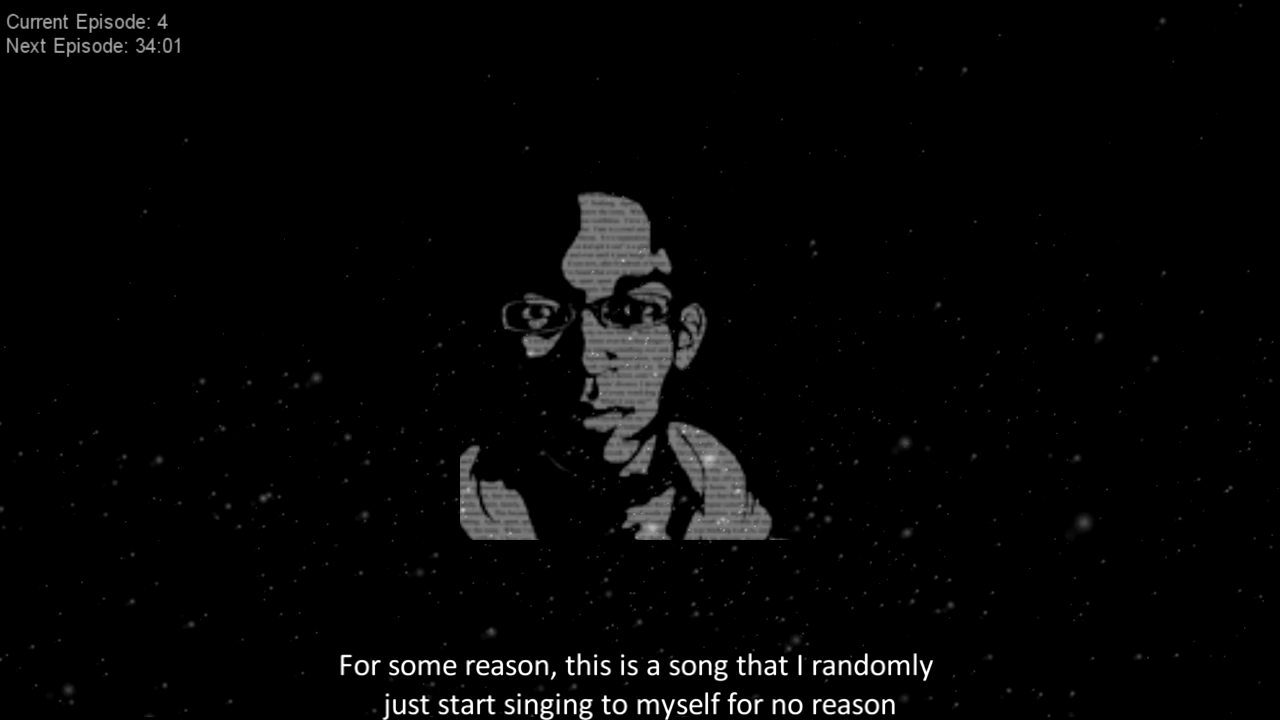 Current Episode: 4
Next Episode: 34:01
For some reason, this is a song that I randomly
just start singing to myself for no reason